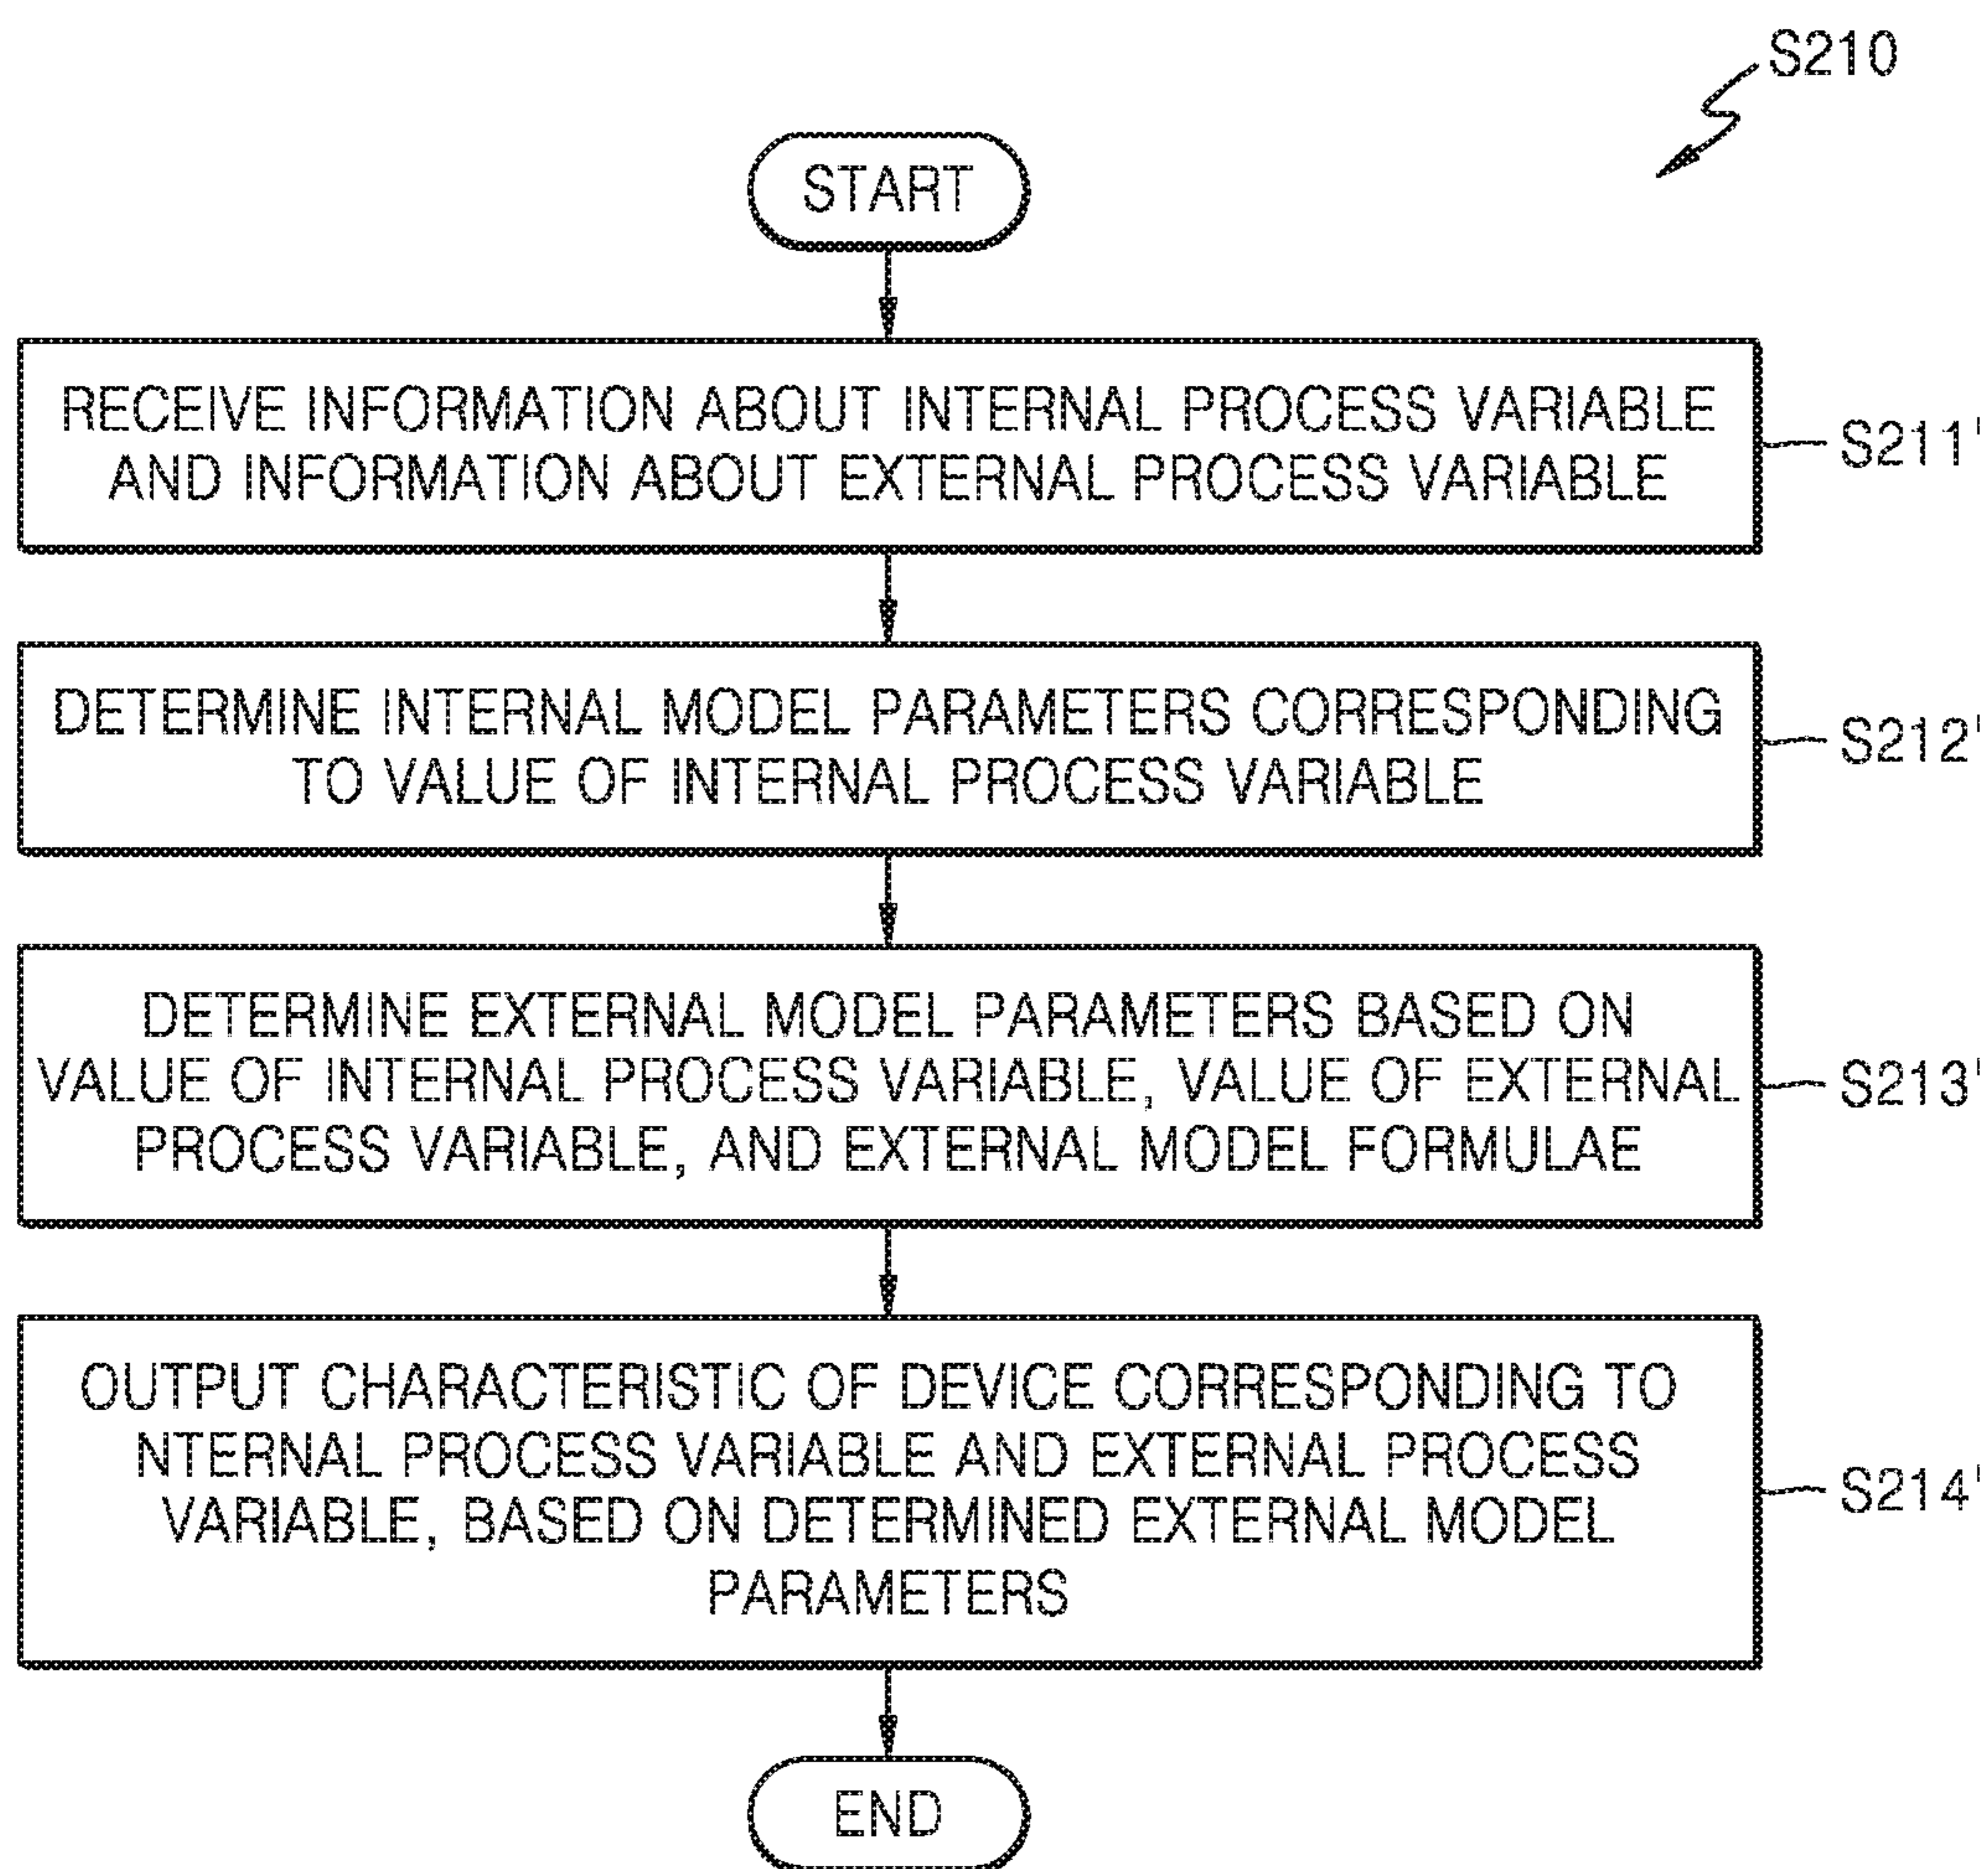 S210
START
RECEIVE INFORMATION ABOUT INTERNAL PROCESS VARIABLE
AND INFORMATION ABOUT EXTERNAL PROCESS VARIABLE
S211'
DETERMINE INTERNAL MODEL PARAMETERS CORRESPONDING
TO VALUE OF INTERNAL PROCESS VARIABLE
S212'
DETERMINE EXTERNAL MODEL PARAMETERS BASED ON
VALUE OF INTERNAL PROCESS VARIABLE, VALUE OF EXTERNAL
PROCESS VARIABLE, AND EXTERNAL MODEL FORMULAE
S213'
OUTPUT CHARACTERISTIC OF DEVICE CORRESPONDING TO
NTERNAL PROCESS VARIABLE AND EXTERNAL PROCESS
VARIABLE, BASED ON DETERMINED EXTERNAL MODEL
PARAMETERS
S214'
END